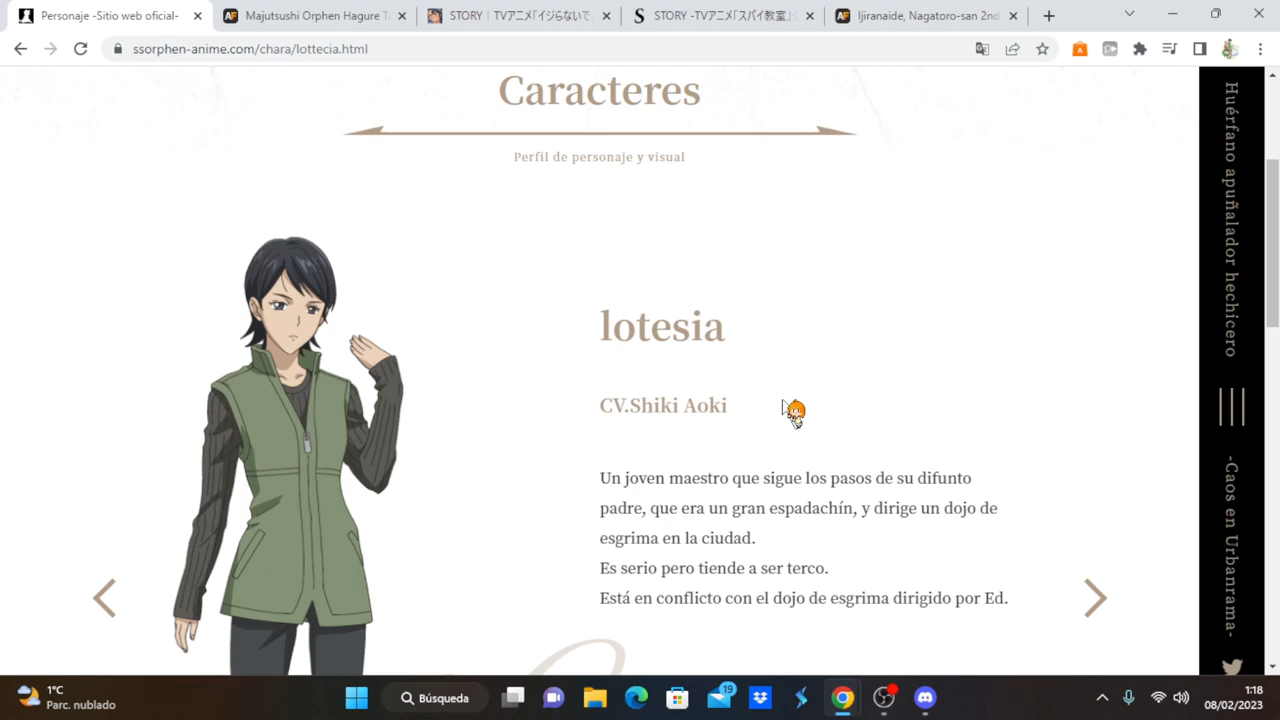 Personaje -Sitio web oficial-
Majutsushi Orphen Hagure T
STORY | TVアニメ「イジらないで、
STORY -TVアニメ「スパイ教室」
Ijiranaide, Nagatoro-san 2nd
ssorphen-anime.com/chara/lottecia.html
Caracteres
Perfil de personaje y visual
lotesia
CV.Shiki Aoki
Un joven maestro que sigue los pasos de su difunto
padre, que era un gran espadachín, y dirige un dojo de
esgrima en la ciudad.
Es serio pero tiende a ser terco.
Está en conflicto con el dojo de esgrima dirigido por Ed.
Huérfano apuñalador hechicero
-Caos en Urbanrama-
1°C
Parc. nublado
Búsqueda
19
1:18
08/02/2023